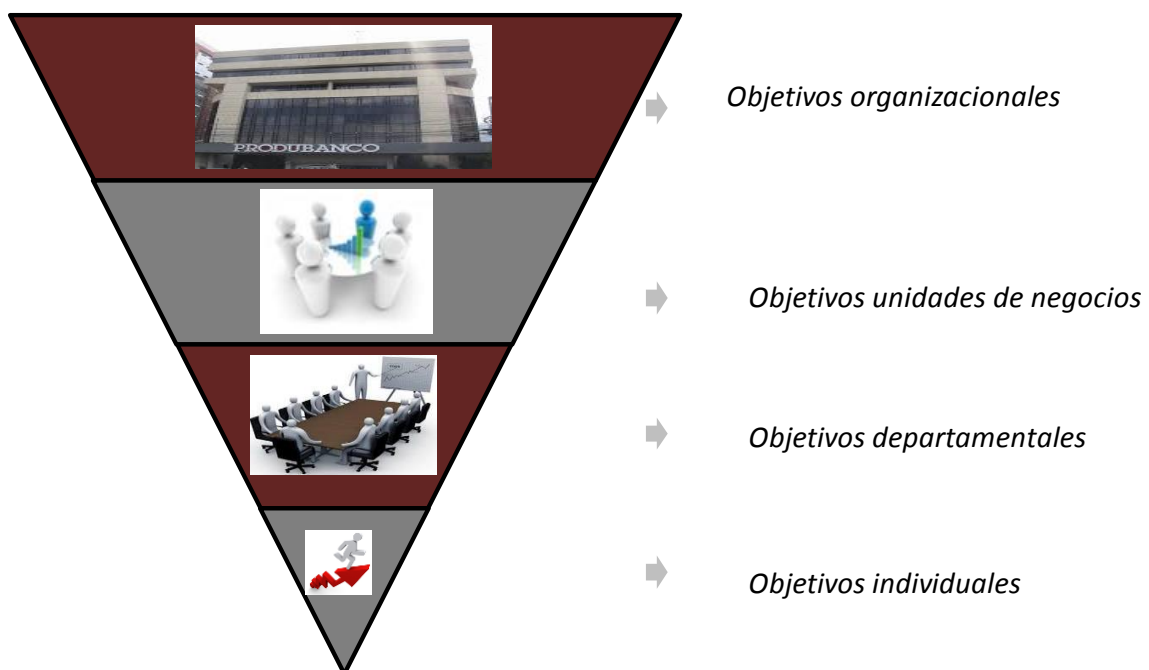 PRODUBANCO
Objetivos organizacionales
Objetivos unidades de negocios
Objetivos departamentales
Objetivos individuales